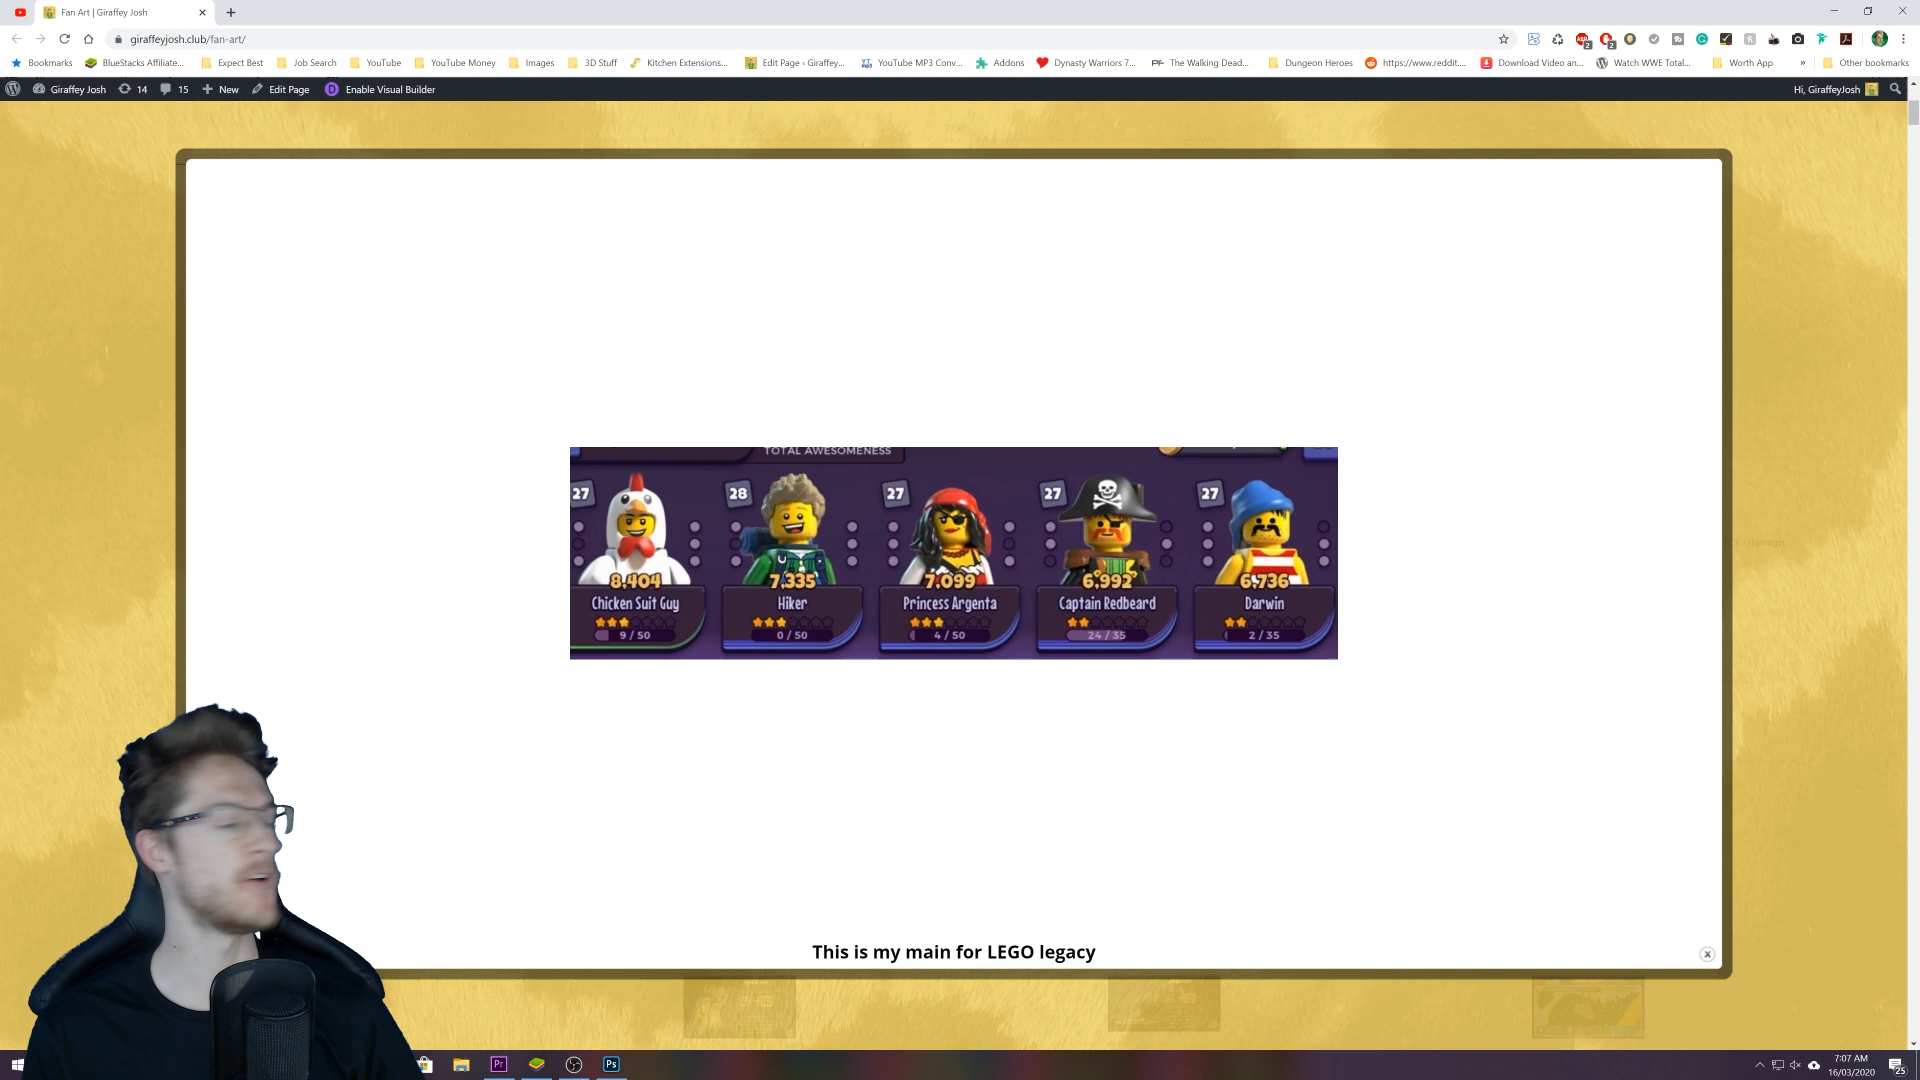 Fan Art | Giraffey Josh
giraffeyjosh.club/fan-art/
Bookmarks BlueStacks Affiliate... Expect Best Job Search YouTube YouTube Money Images 3D Stuff Kitchen Extensions... Edit Page ‹ Giraffey... YouTube MP3 Conv... Addons Dynasty Warriors 7... The Walking Dead... Dungeon Heroes https://www.reddit.... Download Video an... Watch WWE Total... Worth App » Other bookmarks
Giraffey Josh 14 15 New Edit Page Enable Visual Builder Hi, GiraffeyJosh
TOTAL AWESOMENESS
27 28 27 27 27
8,404 7,335 7,099 6,992 6,736
Chicken Suit Guy Hiker Princess Argenta Captain Redbeard Darwin
9 / 50 0 / 50 4 / 50 24 / 35 2 / 35
This is my main for LEGO legacy
Pr Ps
7:07 AM
16/03/2020
25